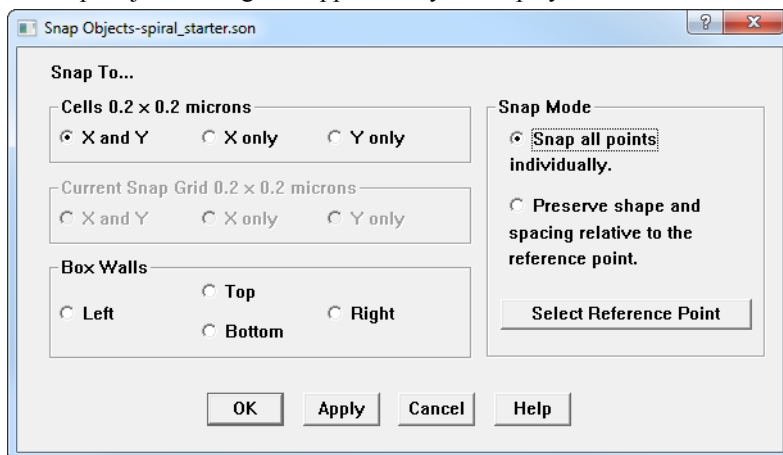 Snap Objects-spiral_starter.son
?
X
Snap To...
Cells 0.2 × 0.2 microns
X and Y
X only
Y only
Current Snap Grid 0.2 × 0.2 microns
X and Y
X only
Y only
Box Walls
Left
Top
Bottom
Right
Snap Mode
Snap all points
individually.
Preserve shape and
spacing relative to the
reference point.
Select Reference Point
OK
Apply
Cancel
Help